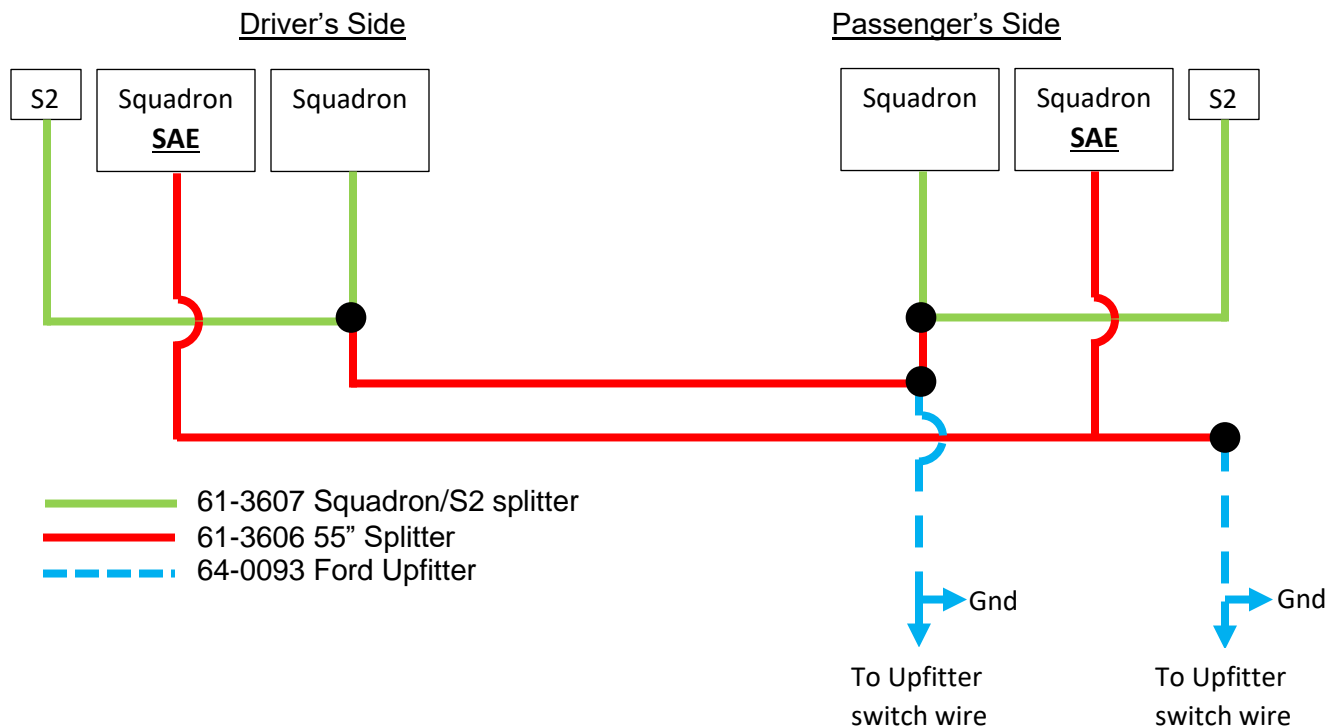 Driver’s Side
Passenger’s Side
S2
Squadron
SAE
Squadron
Squadron
Squadron
SAE
S2
61-3607 Squadron/S2 splitter
61-3606 55” Splitter
64-0093 Ford Upfitter
Gnd
Gnd
To Upfitter
switch wire
To Upfitter
switch wire